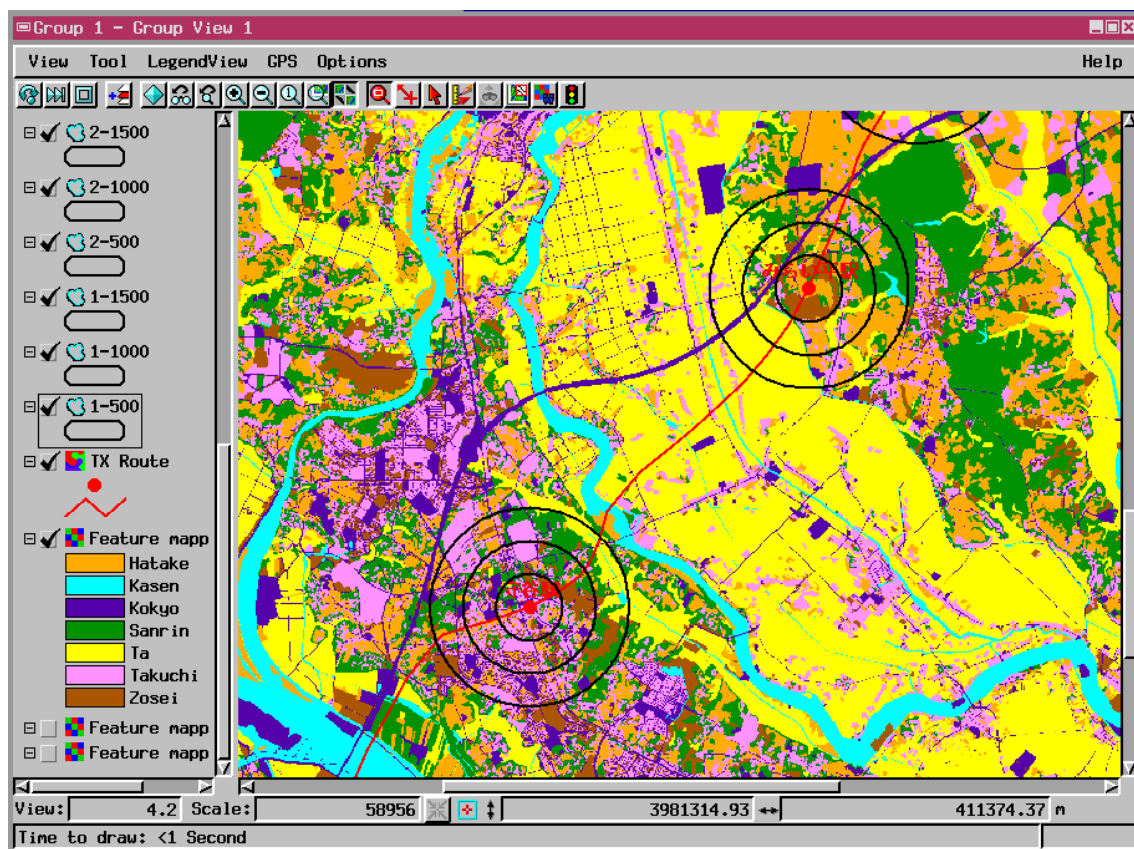 Group 1 - Group View 1
View Tool LegendView GPS Options Help
2-1500
2-1000
2-500
1-1500
1-1000
1-500
TX Route
Feature mapp
Hatake
Kasen
Kokyo
Sanrin
Ta
Takuchi
Zosei
Feature mapp
Feature mapp
View: 4.2 Scale: 58956 3981314.93 411374.37 m
Time to draw: <1 Second